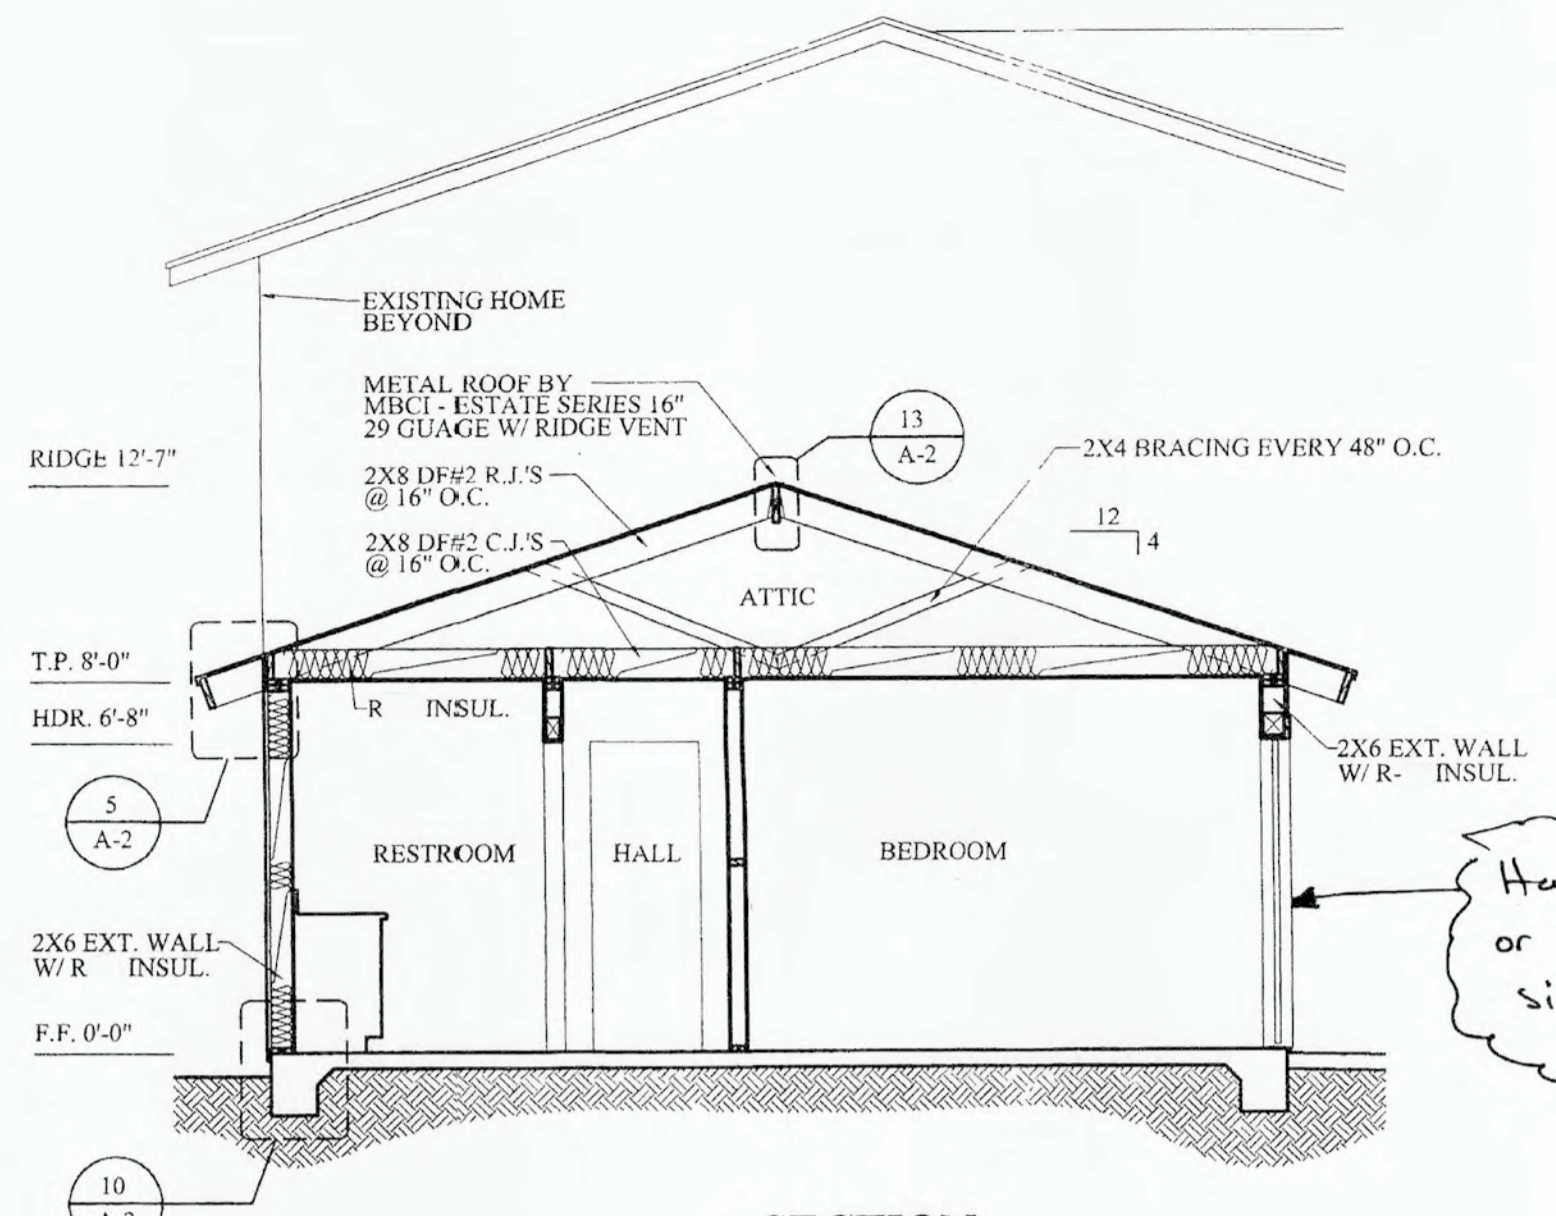 EXISTING HOME
BEYOND
METAL ROOF BY
MBCI - ESTATE SERIES 16"
29 GUAGE W/ RIDGE VENT
13
A-2
2X4 BRACING EVERY 48" O.C.
RIDGE 12'-7"
2X8 DF#2 R.J.'S
@ 16" O.C.
12
4
2X8 DF#2 C.J.'S
@ 16" O.C.
ATTIC
T.P. 8'-0"
HDR. 6'-8"
R INSUL.
2X6 EXT. WALL
W/ R- INSUL.
5
A-2
RESTROOM
HALL
BEDROOM
or
2X6 EXT. WALL
W/ R INSUL.
F.F. 0'-0"
10